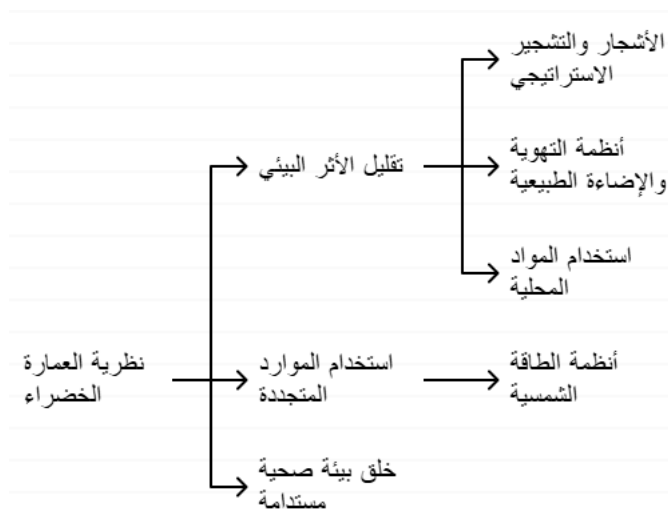 الأشجار والتشجير
الاستراتيجي
أنظمة التهوية
والإضاءة الطبيعية
تقليل الأثر البيئي
استخدام المواد
المحلية
نظرية العمارة
الخضراء
استخدام الموارد
المتجددة
أنظمة الطاقة
الشمسية
خلق بيئة صحية
مستدامة